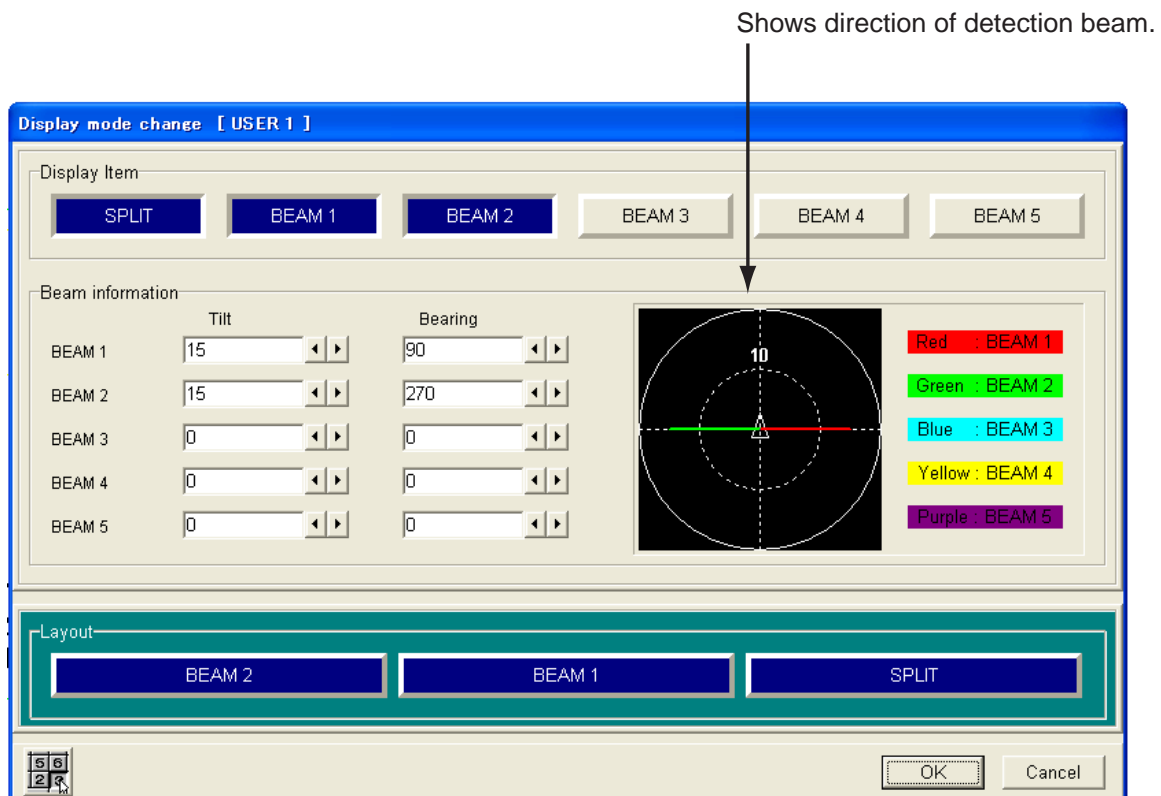 Shows direction of detection beam.
Display mode change [ USER 1 ]
Display Item
SPLIT BEAM 1 BEAM 2 BEAM 3 BEAM 4 BEAM 5
Beam information
Tilt Bearing
BEAM 1 15 90
BEAM 2 15 270
BEAM 3 0 0
BEAM 4 0 0
BEAM 5 0 0
10
Red : BEAM 1
Green : BEAM 2
Blue : BEAM 3
Yellow : BEAM 4
Purple : BEAM 5
Layout
BEAM 2 BEAM 1 SPLIT
5 6
2 3
OK Cancel